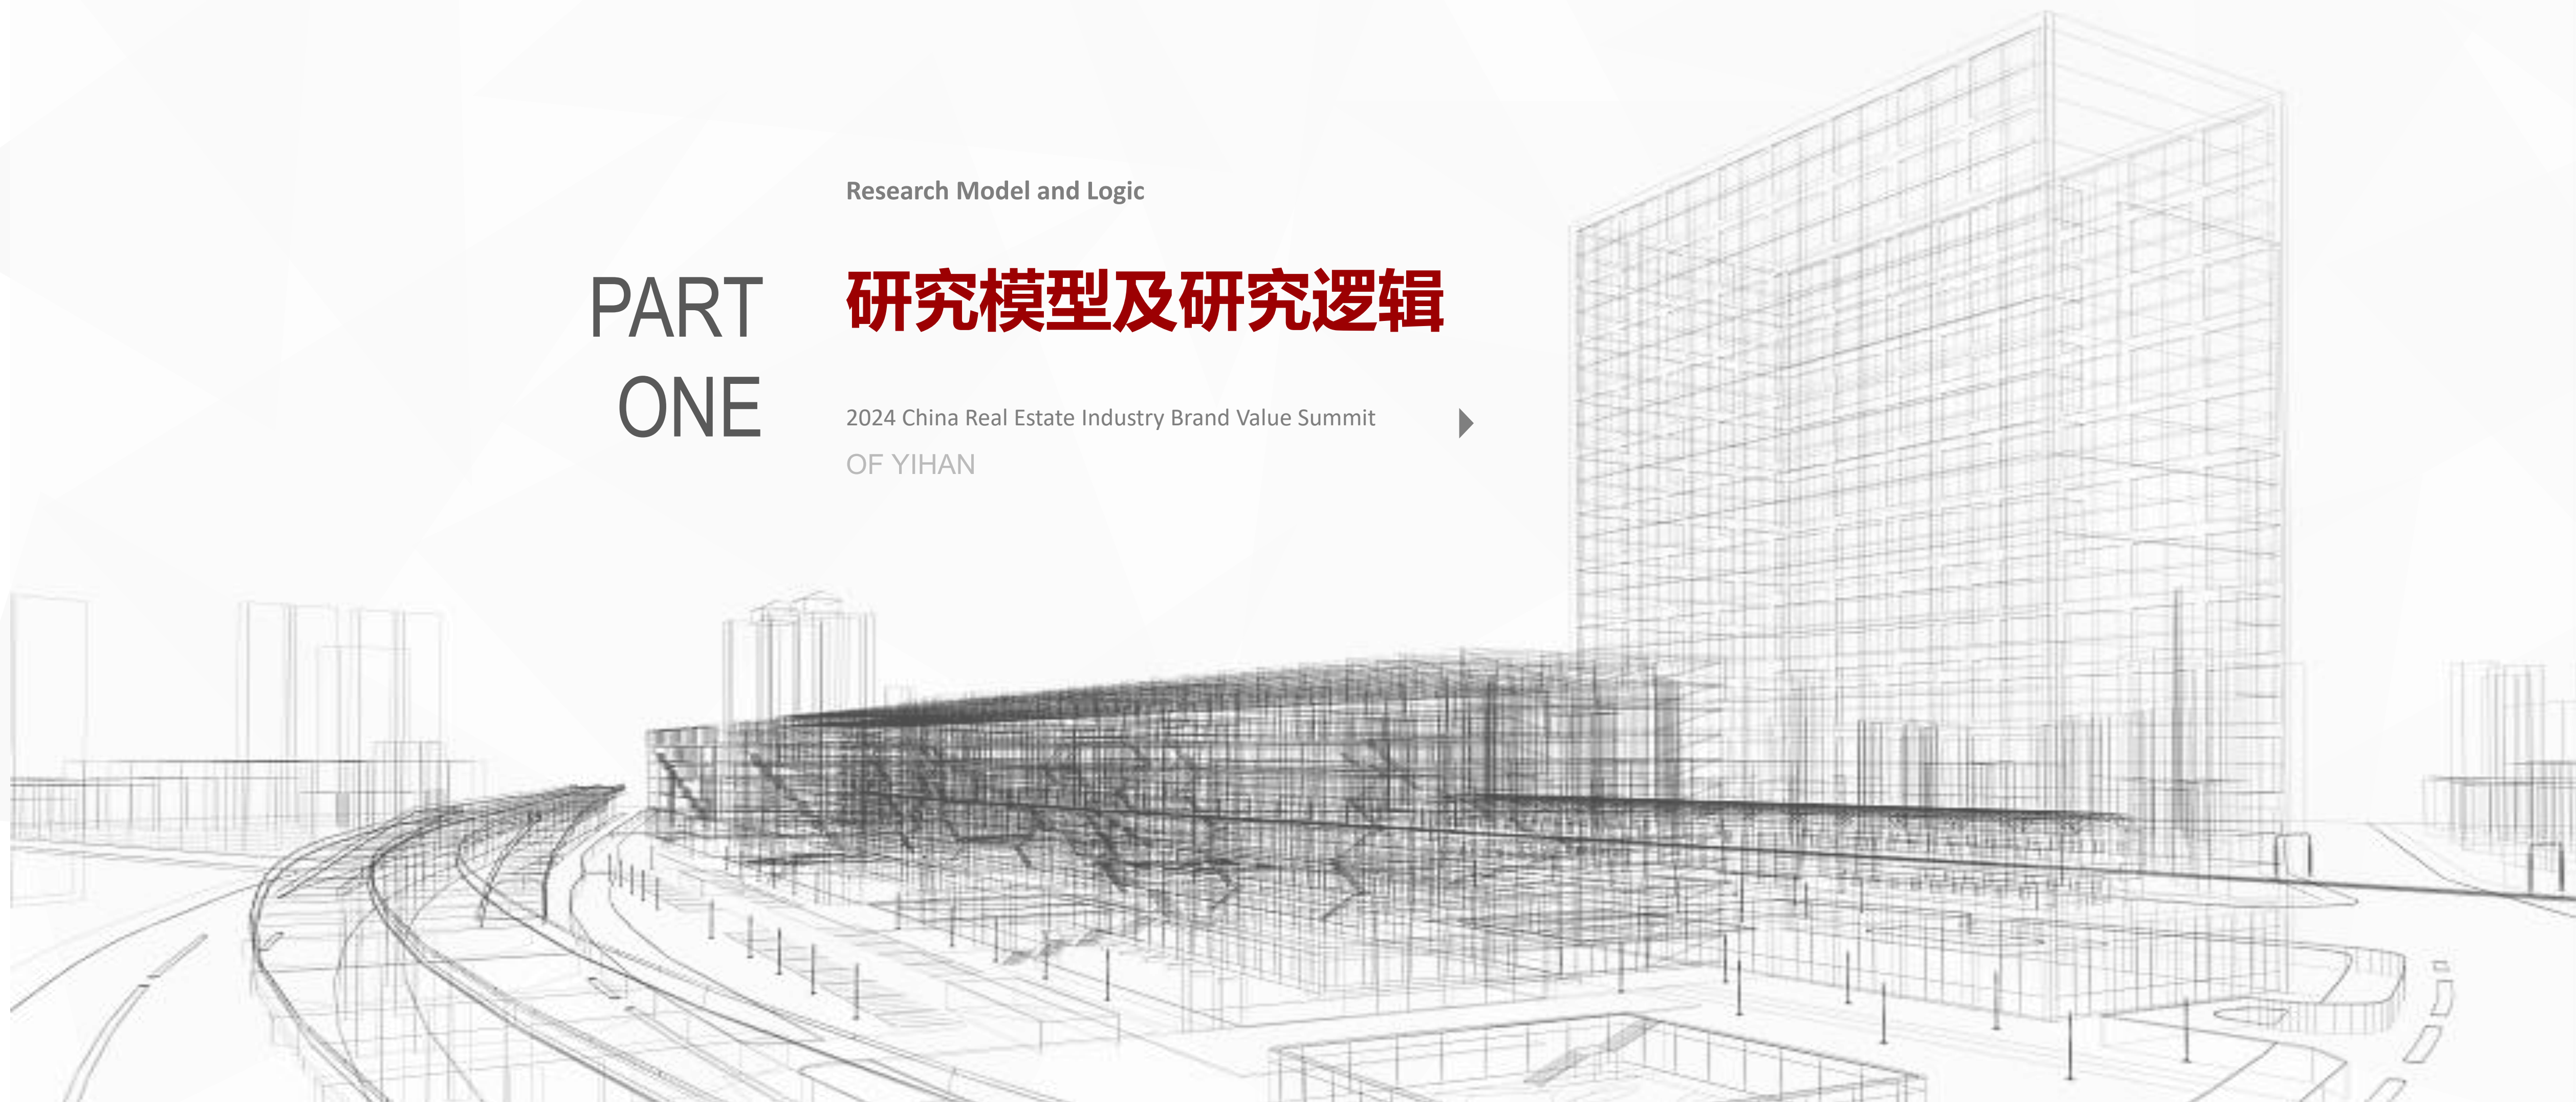 Research Model and Logic
PART
ONE
研究模型及研究逻辑
2024 China Real Estate Industry Brand Value Summit
OF YIHAN